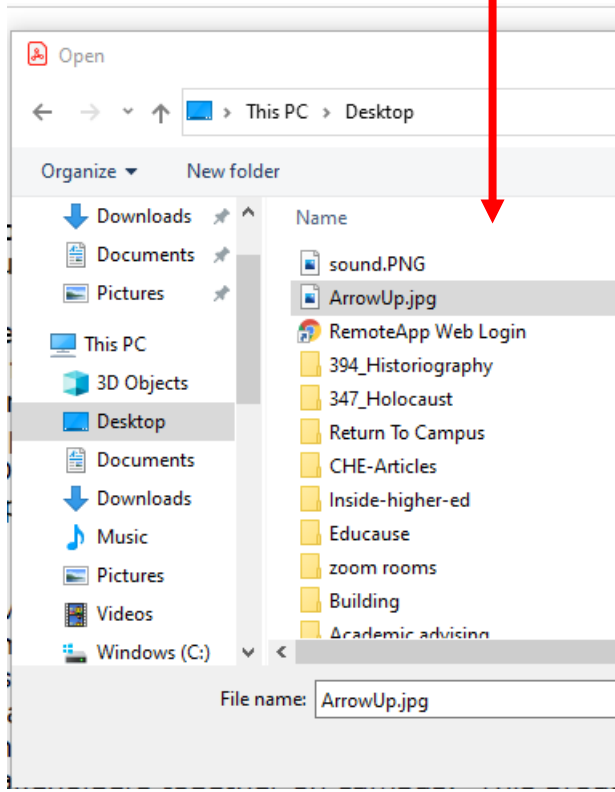 Open
This PC > Desktop
Organize New folder
Downloads
Documents
Pictures
This PC
3D Objects
Desktop
Documents
Downloads
Music
Pictures
Videos
Windows (C:)
Name
sound.PNG
ArrowUp.jpg
RemoteApp Web Login
394_Historiography
347_Holocaust
Return To Campus
CHE-Articles
Inside-higher-ed
Educause
zoom rooms
Building
Academic advising
File name: ArrowUp.jpg